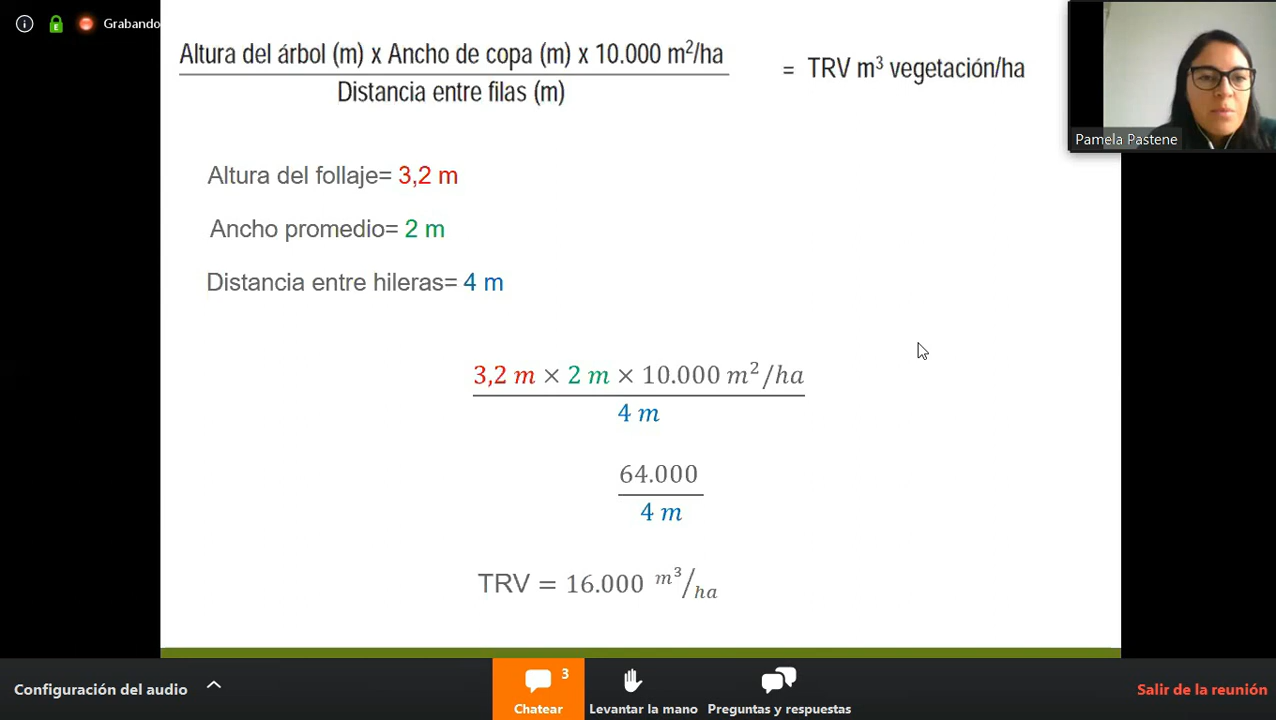 Grabando
Altura del árbol (m) x Ancho de copa (m) x 10.000 m²/ha
Distancia entre filas (m)
= TRV m³ vegetación/ha
Pamela Pastene
Altura del follaje= 3,2 m
Ancho promedio= 2 m
Distancia entre hileras= 4 m
3,2 m × 2 m × 10.000 m²/ha
4 m
64.000
4 m
TRV = 16.000 m³/ha
Configuración del audio
3
Chatear
Levantar la mano
Preguntas y respuestas
Salir de la reunión